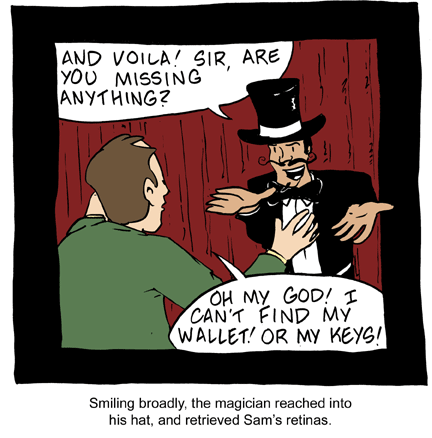 AND VOILA! SIR, ARE
YOU MISSING
ANYTHING?
OH MY GOD! I
CAN'T FIND MY
WALLET! OR MY KEYS!
Smiling broadly, the magician reached into
his hat, and retrieved Sam's retinas.